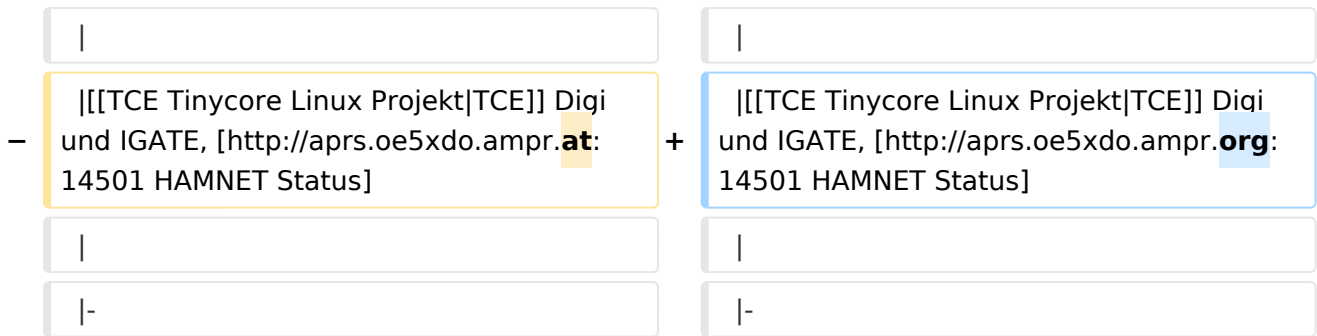 | |
|[[TCE Tinycore Linux Projekt|TCE]] Digi |[[TCE Tinycore Linux Projekt|TCE]] Digi
− und IGATE, [http://aprs.oe5xdo.ampr.at: + und IGATE, [http://aprs.oe5xdo.ampr.org:
14501 HAMNET Status] 14501 HAMNET Status]
| |
|- |-